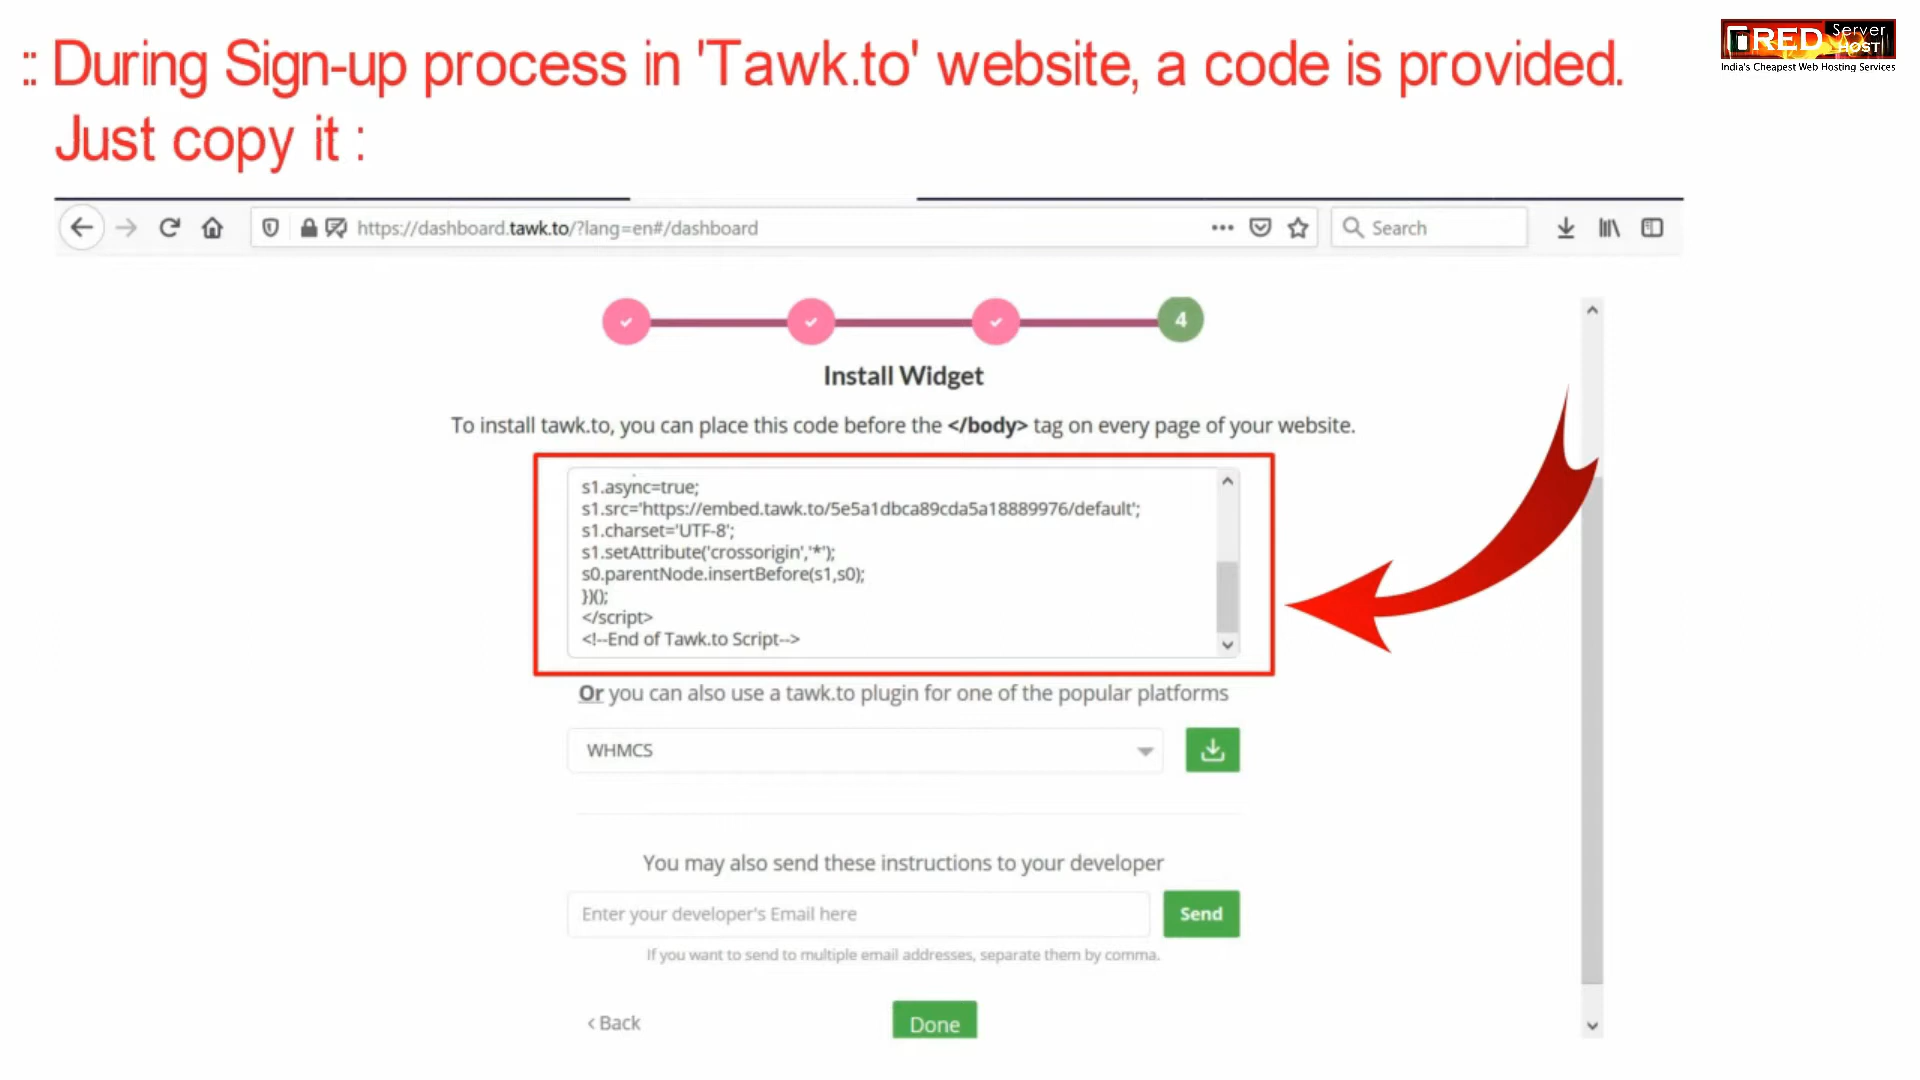 :: During Sign-up process in 'Tawk.to' website, a code is provided.
Just copy it :
RED Server
HOST
India's Cheapest Web Hosting Services
https://dashboard.tawk.to/?lang=en#/dashboard
Search
4
Install Widget
To install tawk.to, you can place this code before the </body> tag on every page of your website.
s1.async=true;
s1.src='https://embed.tawk.to/5e5a1dbca89cda5a18889976/default';
s1.charset='UTF-8';
s1.setAttribute('crossorigin','*');
s0.parentNode.insertBefore(s1,s0);
})();
</script>
<!--End of Tawk.to Script-->
Or you can also use a tawk.to plugin for one of the popular platforms
WHMCS
You may also send these instructions to your developer
Enter your developer's Email here
Send
If you want to send to multiple email addresses, separate them by comma.
< Back
Done